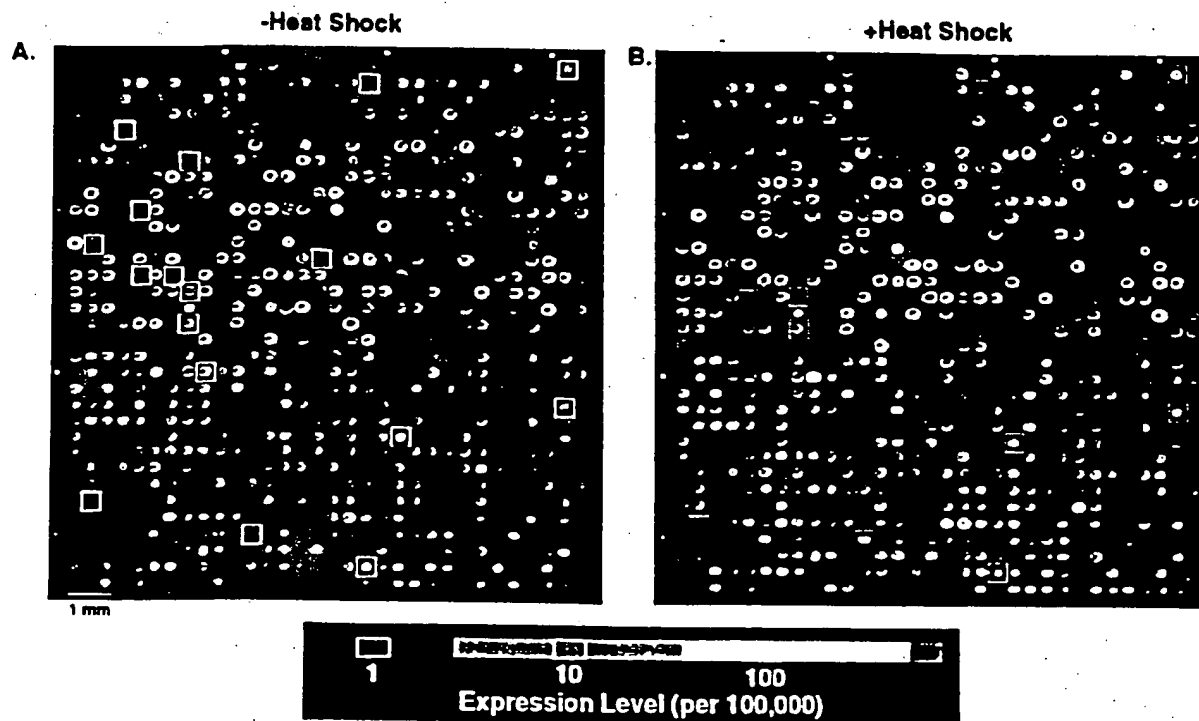 -Heat Shock
+Heat Shock
A.
B.
1 mm
1
10
100
Expression Level (per 100,000)